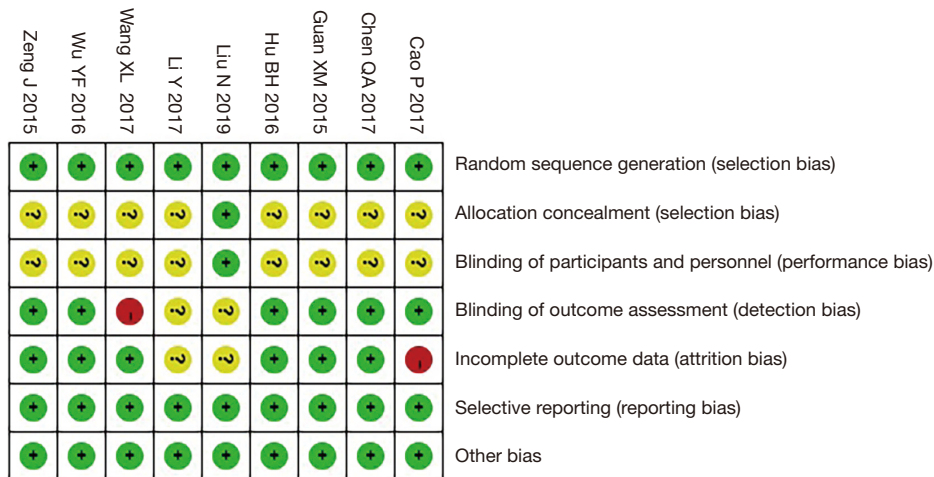 Zeng J 2015
Wu YF 2016
Wang XL 2017
Li Y 2017
Liu N 2019
Hu BH 2016
Guan XM 2015
Chen QA 2017
Cao P 2017
+ + + + + + + + + Random sequence generation (selection bias)
? ? ? ? + ? ? ? ? Allocation concealment (selection bias)
? ? ? ? + ? ? ? ? Blinding of participants and personnel (performance bias)
+ + - ? ? + + + + Blinding of outcome assessment (detection bias)
+ + + ? ? + + + - Incomplete outcome data (attrition bias)
+ + + + + + + + + Selective reporting (reporting bias)
+ + + + + + + + + Other bias